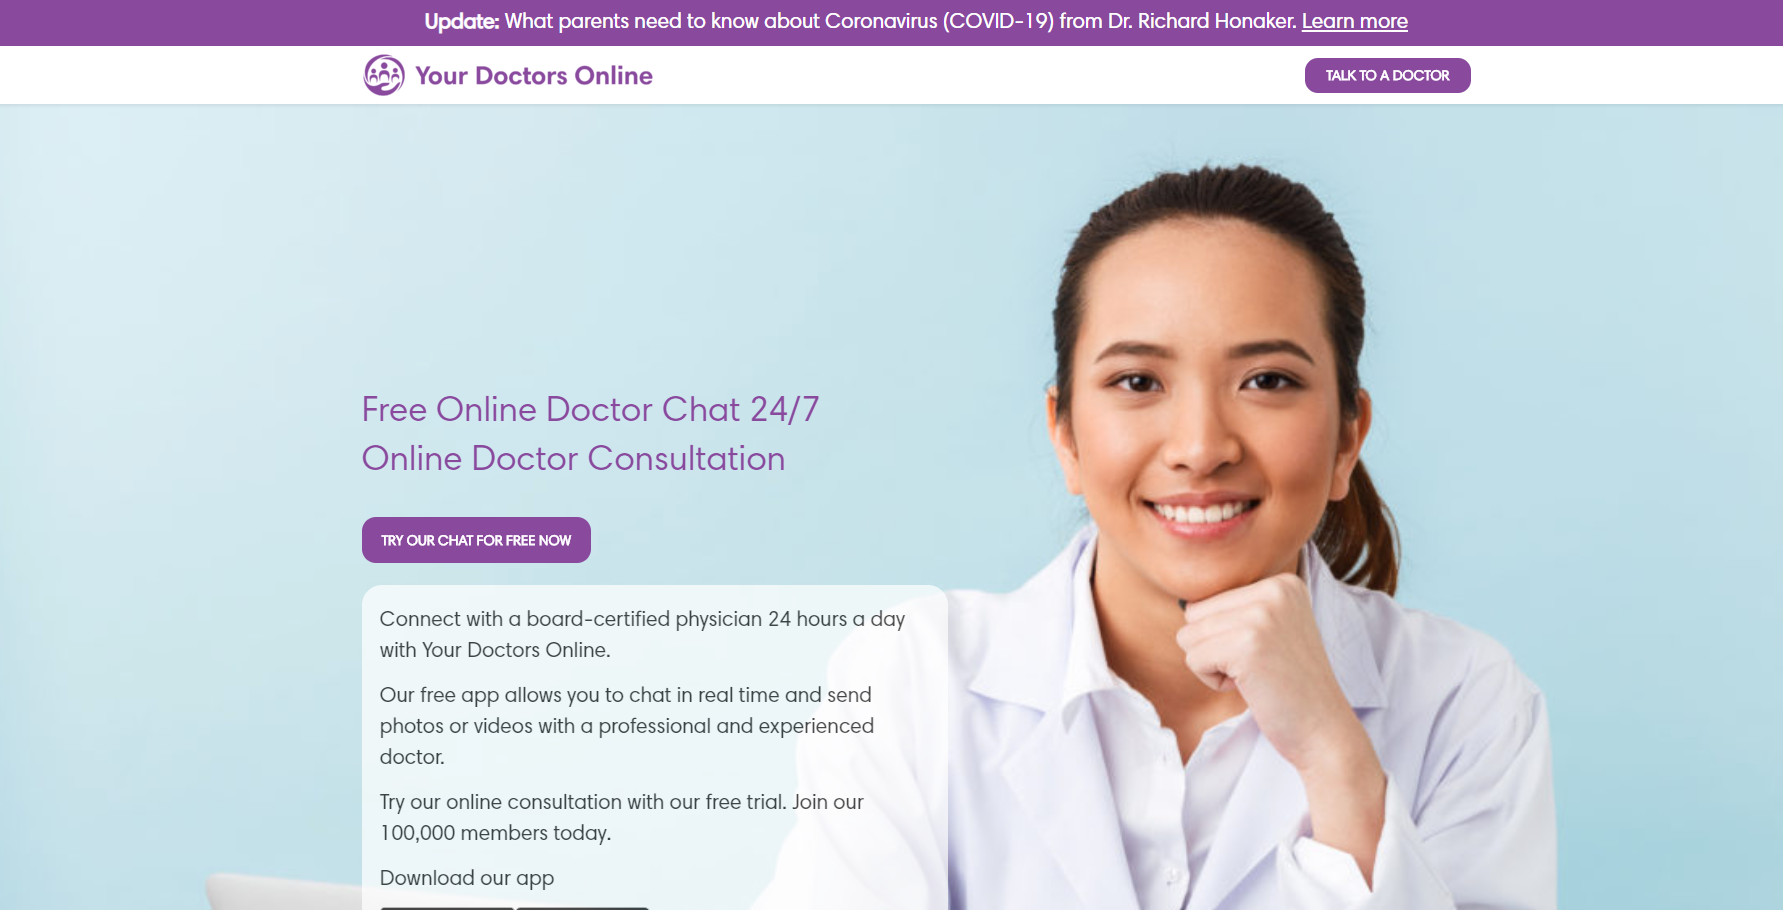 Update: What parents need to know about Coronavirus (COVID-19) from Dr. Richard Honaker. Learn more
Your Doctors Online
TALK TO A DOCTOR
Free Online Doctor Chat 24/7
Online Doctor Consultation
TRY OUR CHAT FOR FREE NOW
Connect with a board-certified physician 24 hours a day
with Your Doctors Online.
Our free app allows you to chat in real time and send
photos or videos with a professional and experienced
doctor.
Try our online consultation with our free trial. Join our
100,000 members today.
Download our app